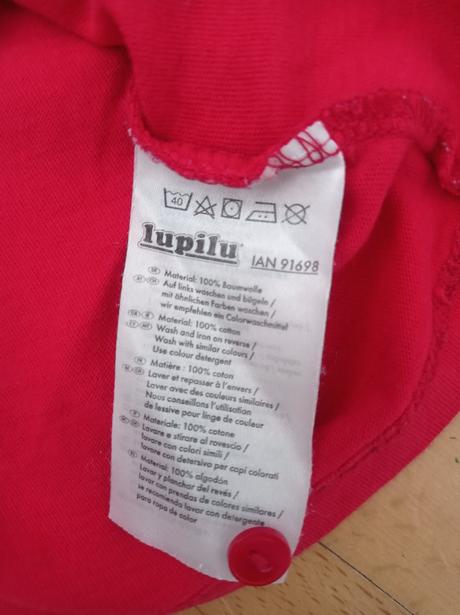 40
lupilu
IAN 91698
Material: 100% Baumwolle
Auf links waschen und bügeln /
mit ähnlichen Farben waschen /
wir empfehlen ein Colorwaschmittel
Material: 100% cotton
Wash and iron on reverse /
Wash with similar colours /
Use colour detergent
Matière : 100% coton
Laver et repasser à l'envers /
Laver avec des couleurs similaires /
Nous conseillons l'utilisation
de lessive pour linge de couleur
Materiale: 100% cotone
Lavare e stirare al rovescio /
lavare con colori simili /
lavare con detersivo per capi colorati
Material: 100% algodón
Lavar y planchar del revés /
lavar con prendas de colores similares /
se recomienda lavar con detergente
para ropa de color